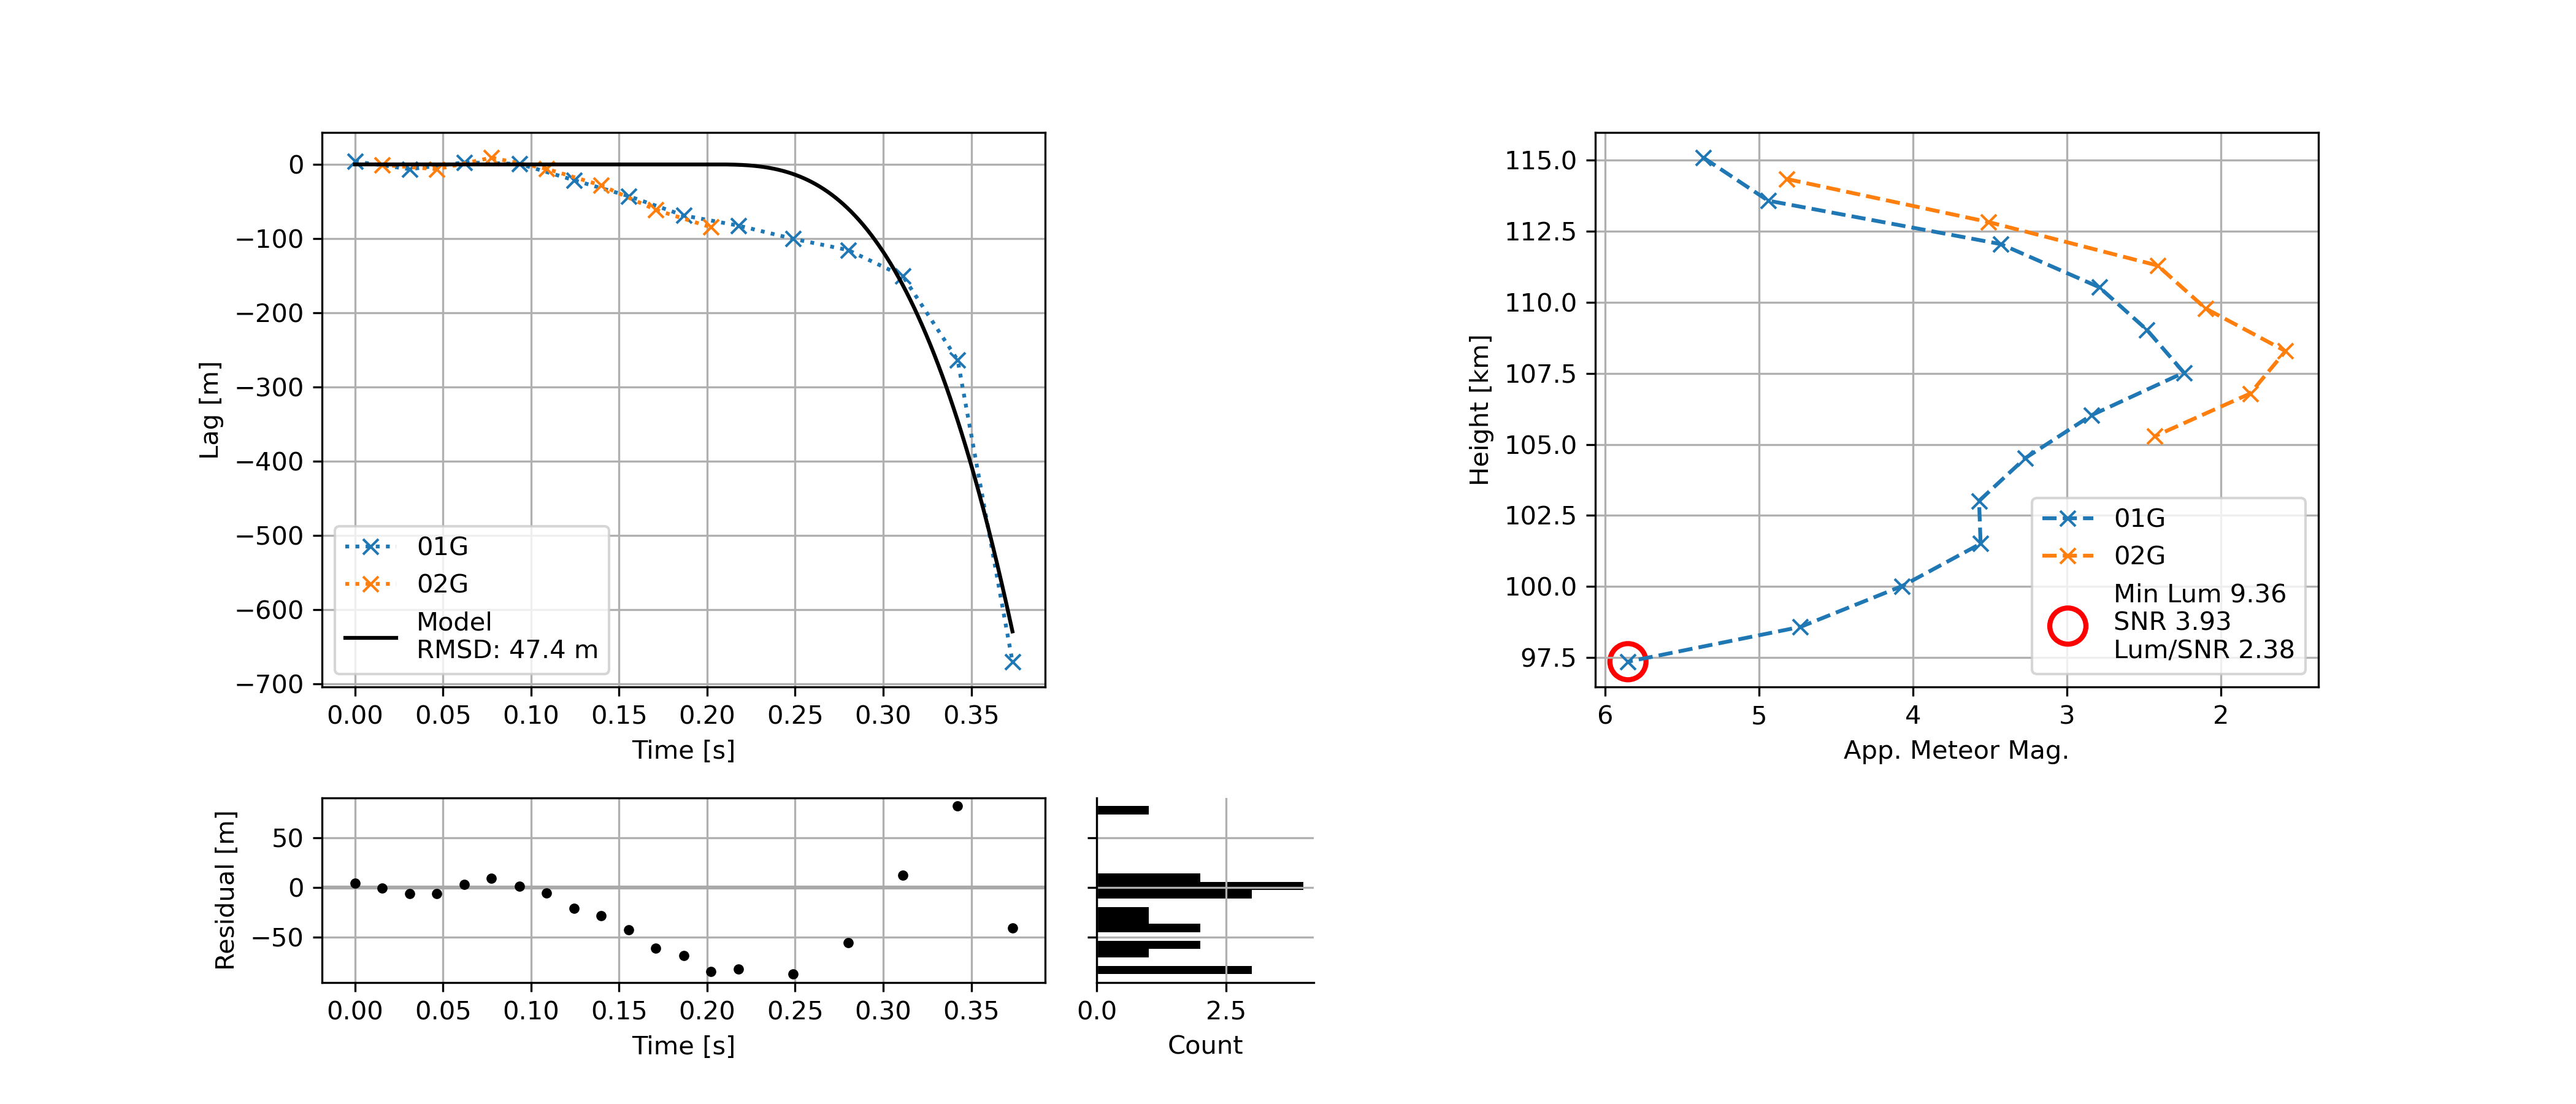 0
−100
−200
−300
−400
−500
−600
−700
Lag [m]
0.00 0.05 0.10 0.15 0.20 0.25 0.30 0.35
Time [s]
01G
02G
Model
RMSD: 47.4 m
115.0
112.5
110.0
107.5
105.0
102.5
100.0
97.5
Height [km]
6 5 4 3 2
App. Meteor Mag.
01G
02G
Min Lum 9.36
SNR 3.93
Lum/SNR 2.38
50
0
−50
Residual [m]
0.00 0.05 0.10 0.15 0.20 0.25 0.30 0.35
Time [s]
0.0 2.5
Count